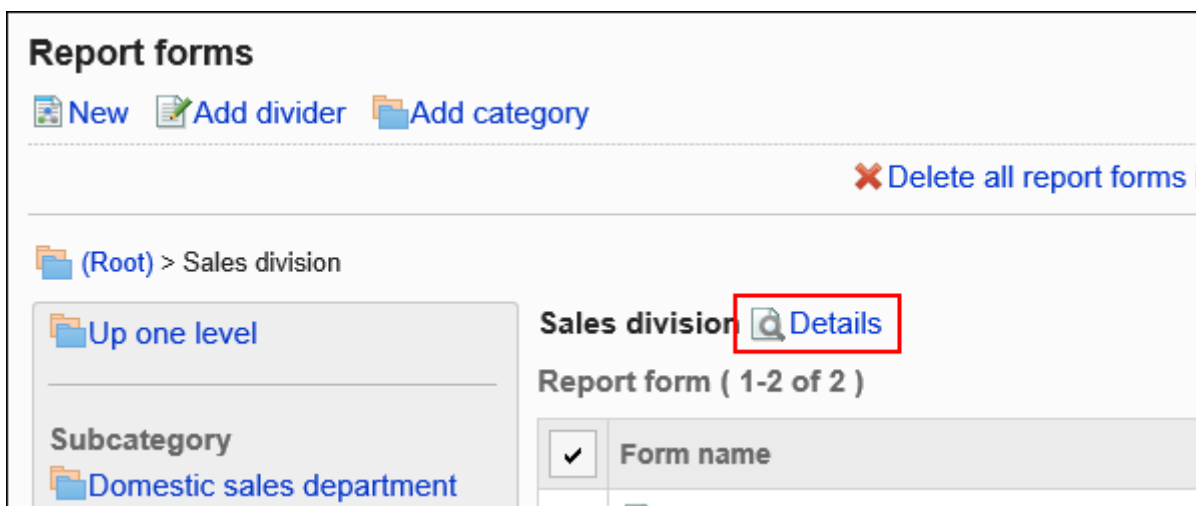 Report forms
New Add divider Add category
Delete all report forms
(Root) > Sales division
Up one level
Subcategory
Domestic sales department
Sales division Details
Report form ( 1-2 of 2 )
Form name